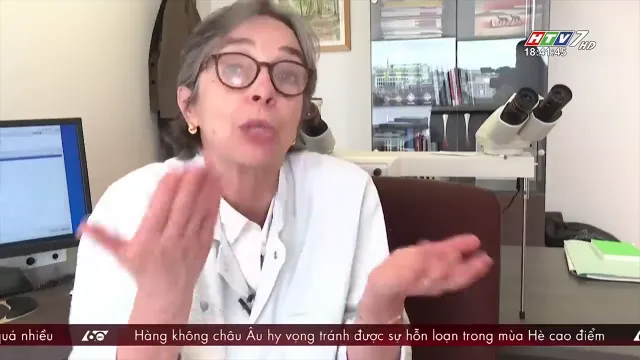 HTV7 HD
18:41:45
quá nhiều
60
Hàng không châu Âu hy vọng tránh được sự hỗn loạn trong mùa Hè cao điểm